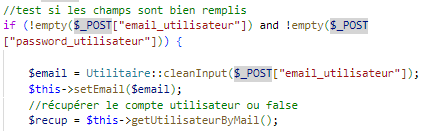 //test si les champs sont bien remplis
if (!empty($_POST["email_utilisateur"]) and !empty($_POST
["password_utilisateur"])) {
$email = Utilitaire::cleanInput($_POST["email_utilisateur"]);
$this->setEmail($email);
//récupérer le compte utilisateur ou false
$recup = $this->getUtilisateurByMail();